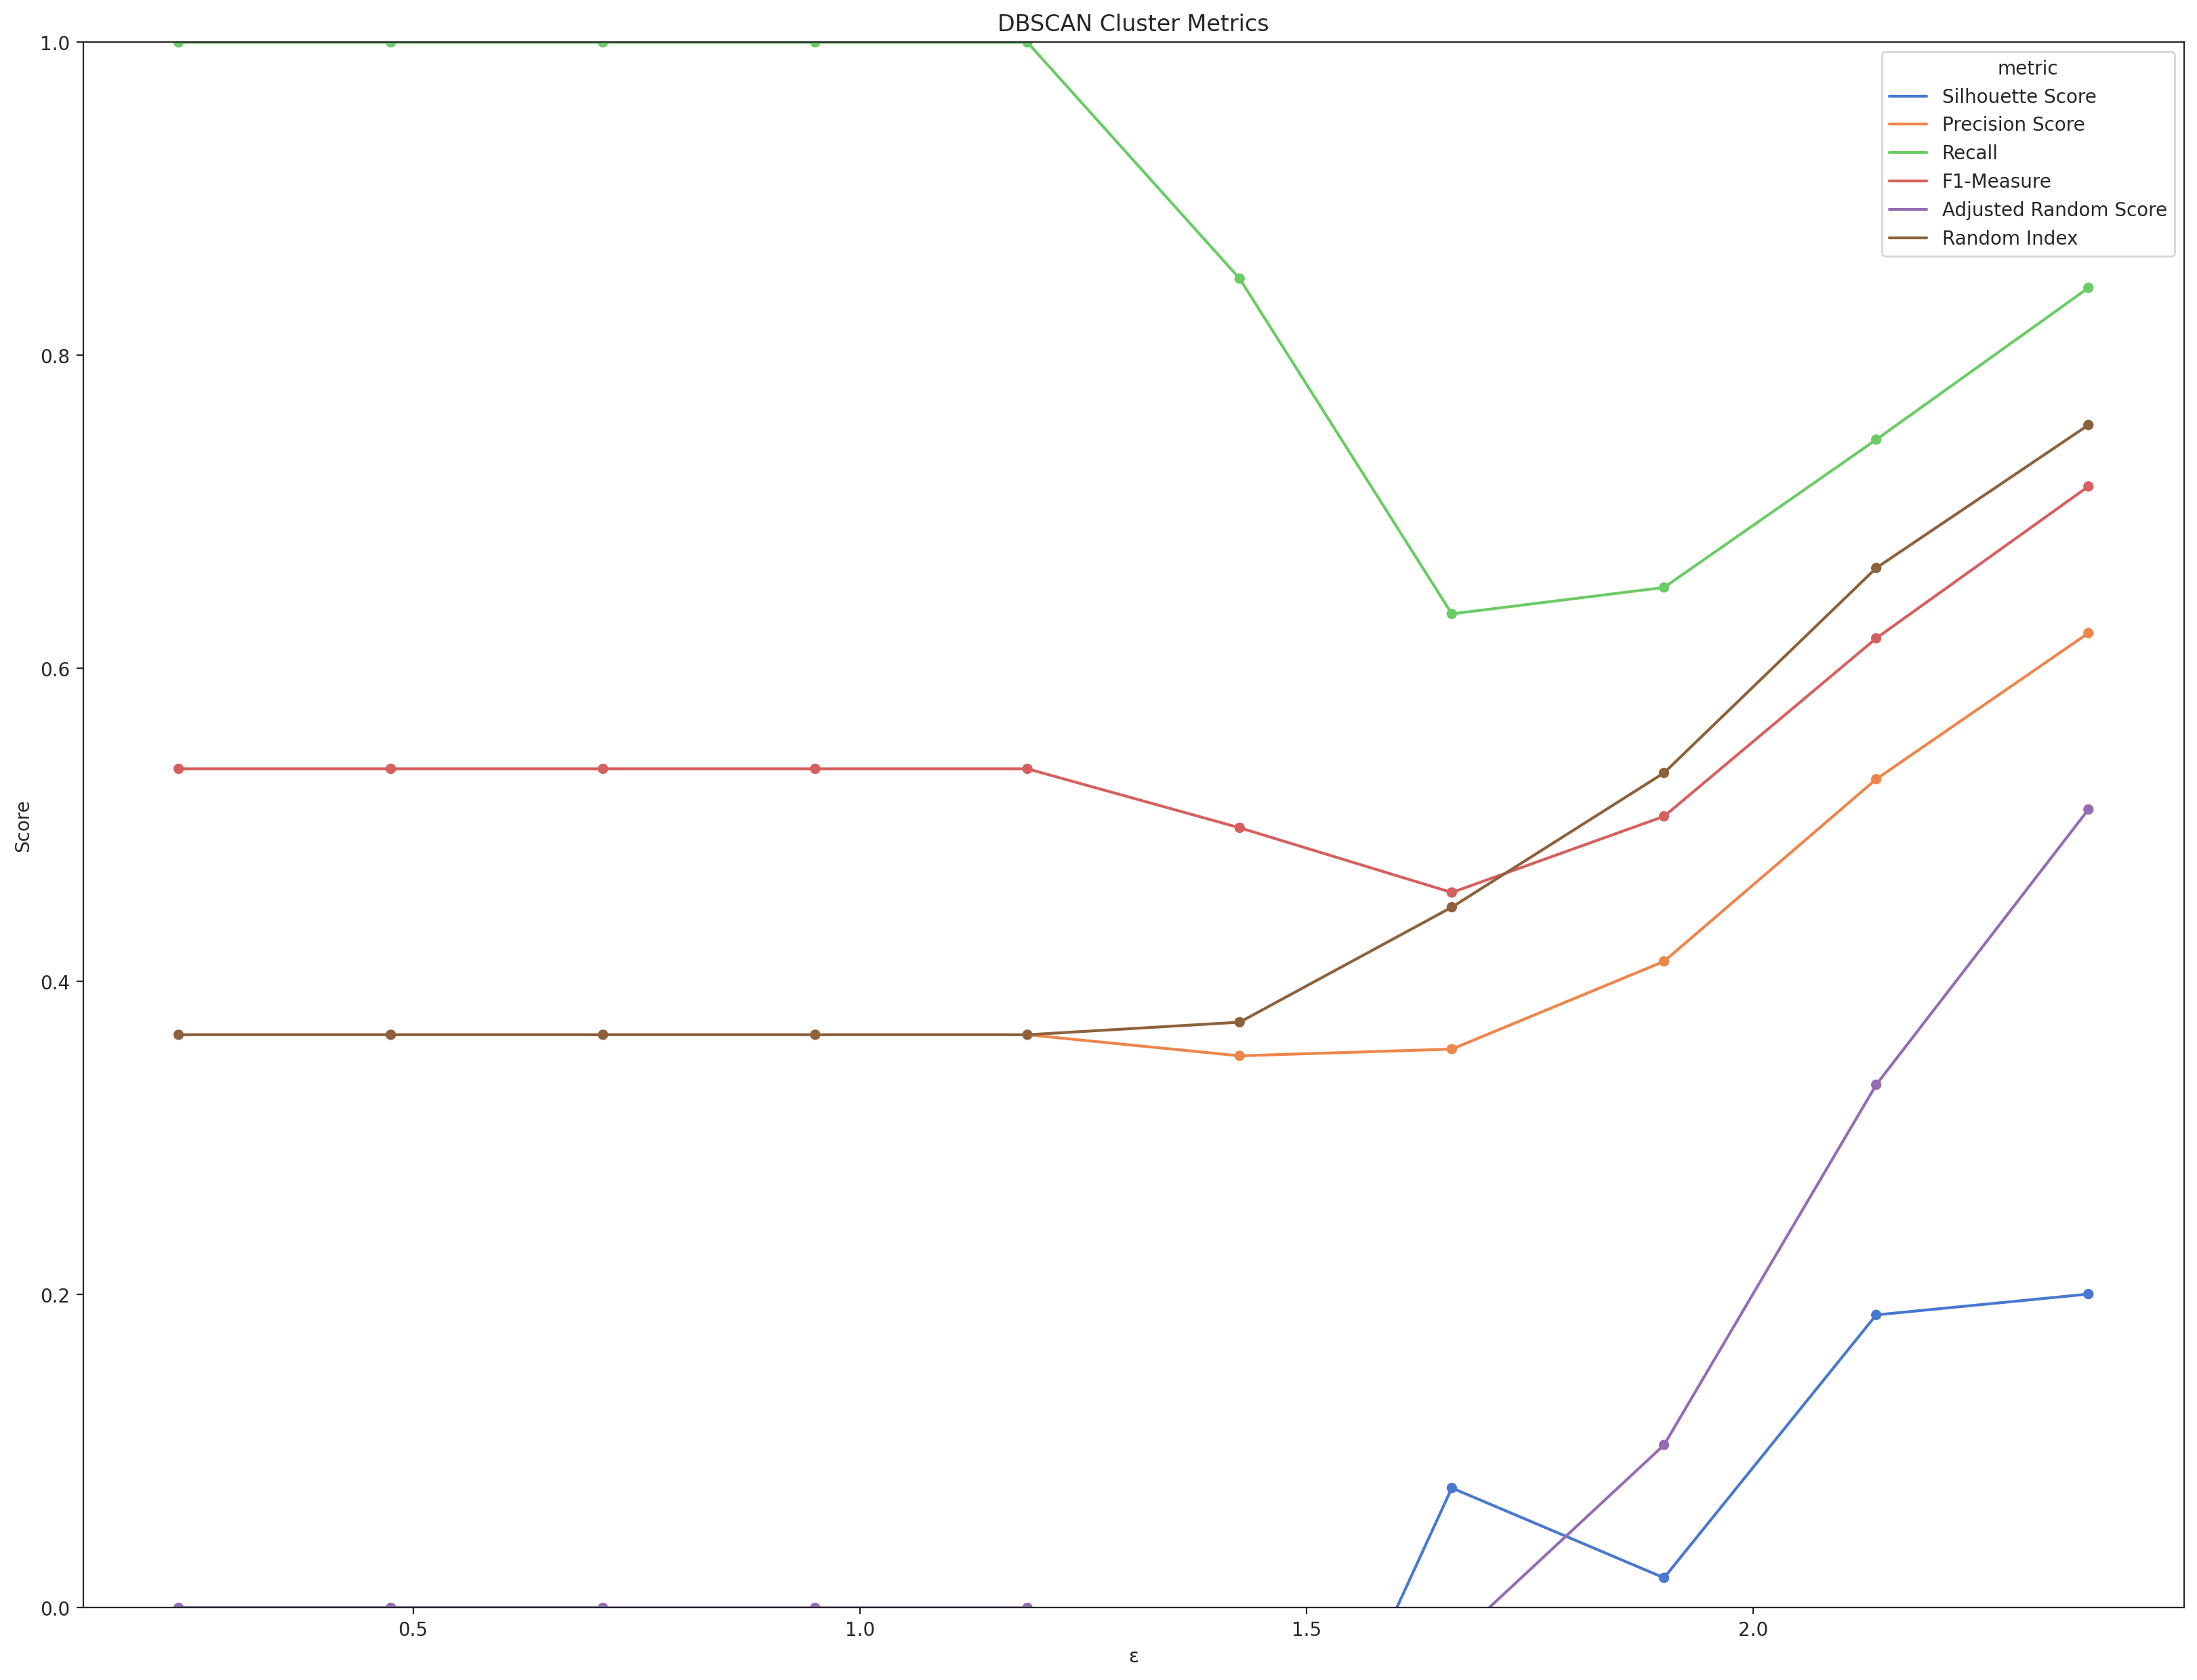 DBSCAN Cluster Metrics
1.0
0.8
0.6
0.4
0.2
0.0
Score
metric
Silhouette Score
Precision Score
Recall
F1-Measure
Adjusted Random Score
Random Index
0.5
1.0
1.5
2.0
ε